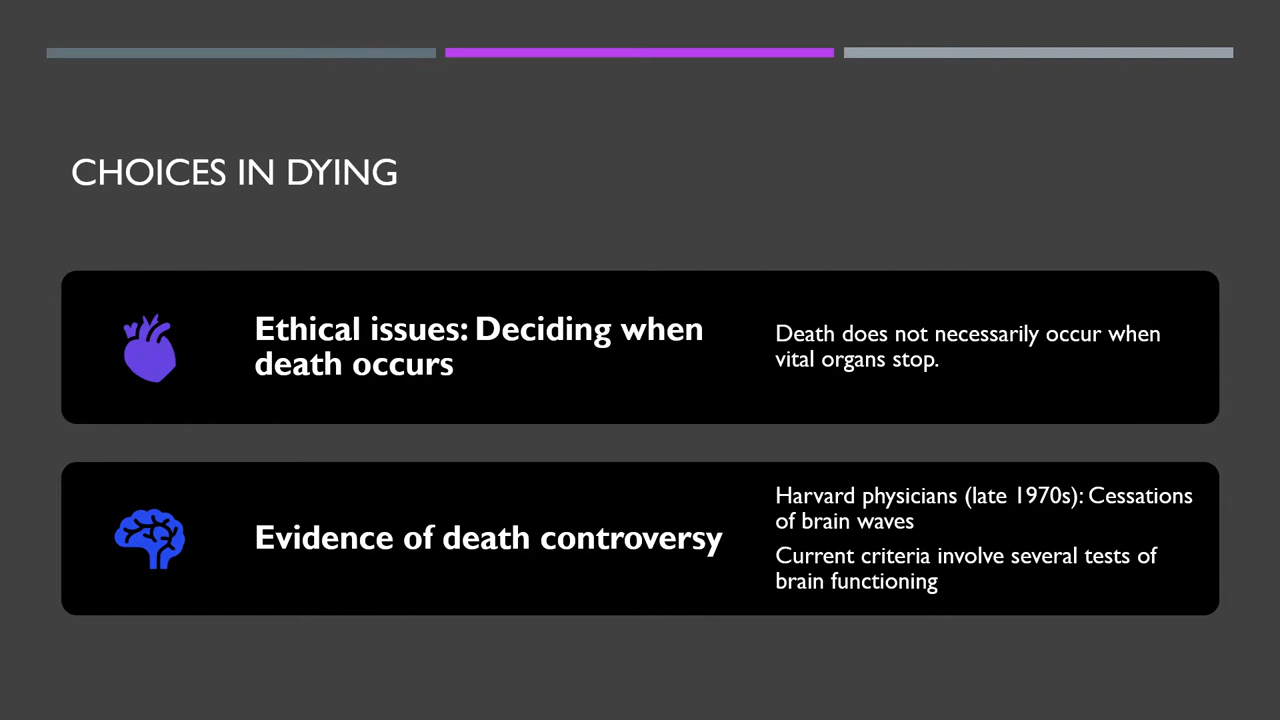 CHOICES IN DYING
Ethical issues: Deciding when
death occurs
Death does not necessarily occur when
vital organs stop.
Evidence of death controversy
Harvard physicians (late 1970s): Cessations
of brain waves
Current criteria involve several tests of
brain functioning